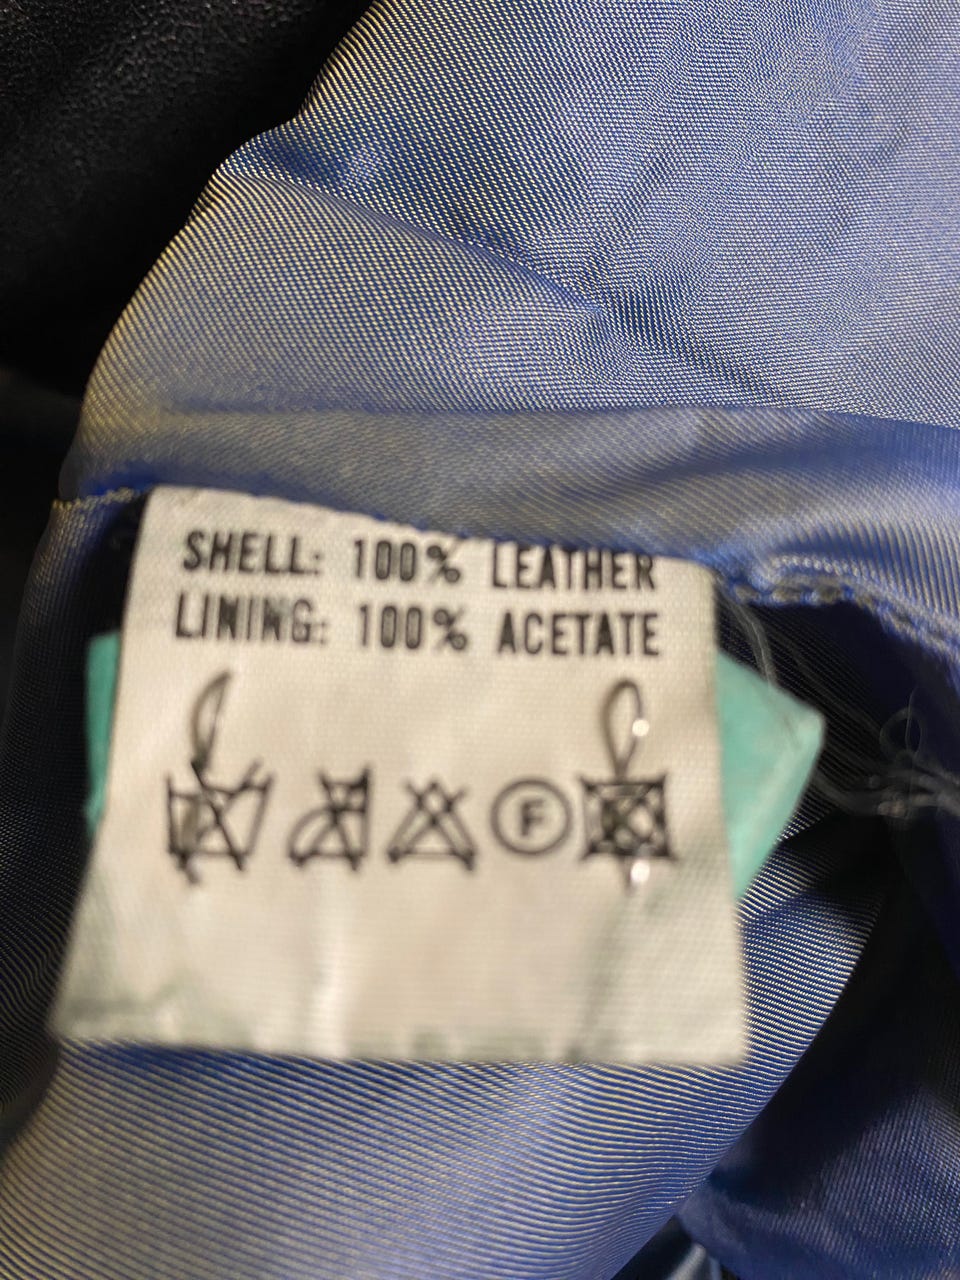 SHELL: 100% LEATHER
LINING: 100% ACETATE
F